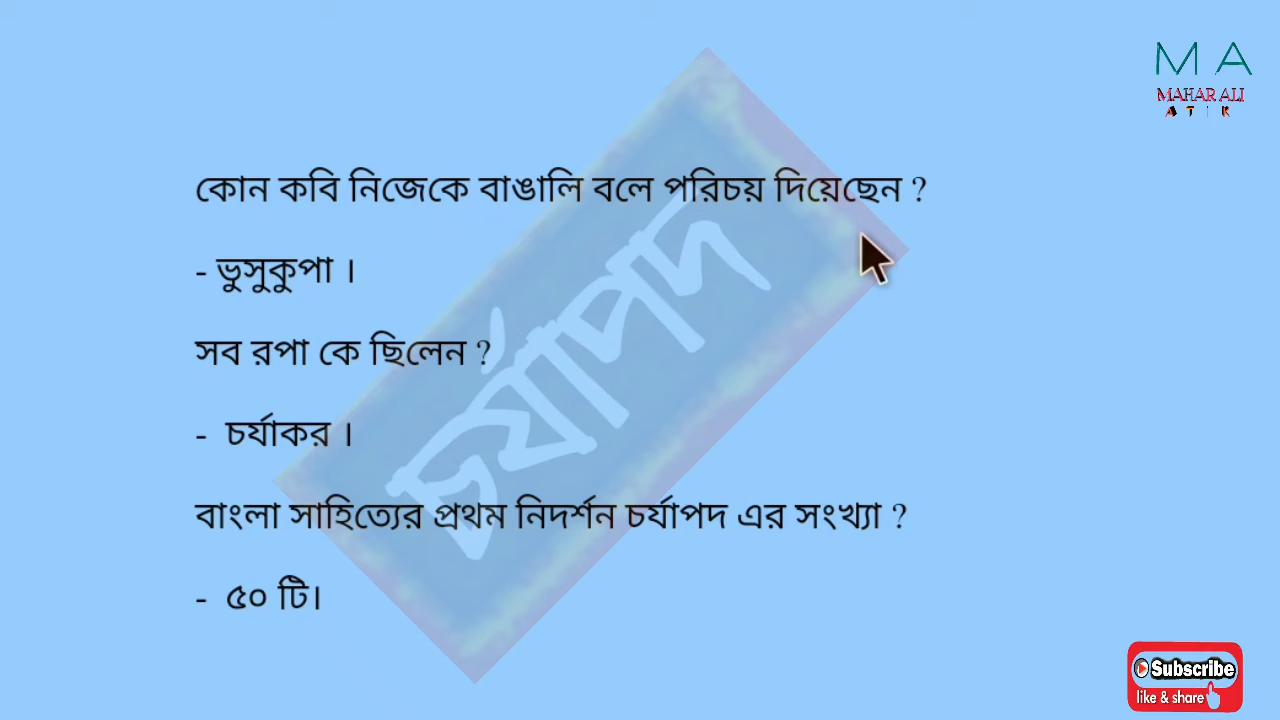 M A
MAHAR ALI
A T I K
কোন কবি নিজেকে বাঙালি বলে পরিচয় দিয়েছেন ?
- ভুসুকুপা ।
সব রপা কে ছিলেন ?
- চর্যাকর ।
বাংলা সাহিত্যের প্রথম নিদর্শন চর্যাপদ এর সংখ্যা ?
- ৫০ টি।
চর্যাপদ
Subscribe
like & share